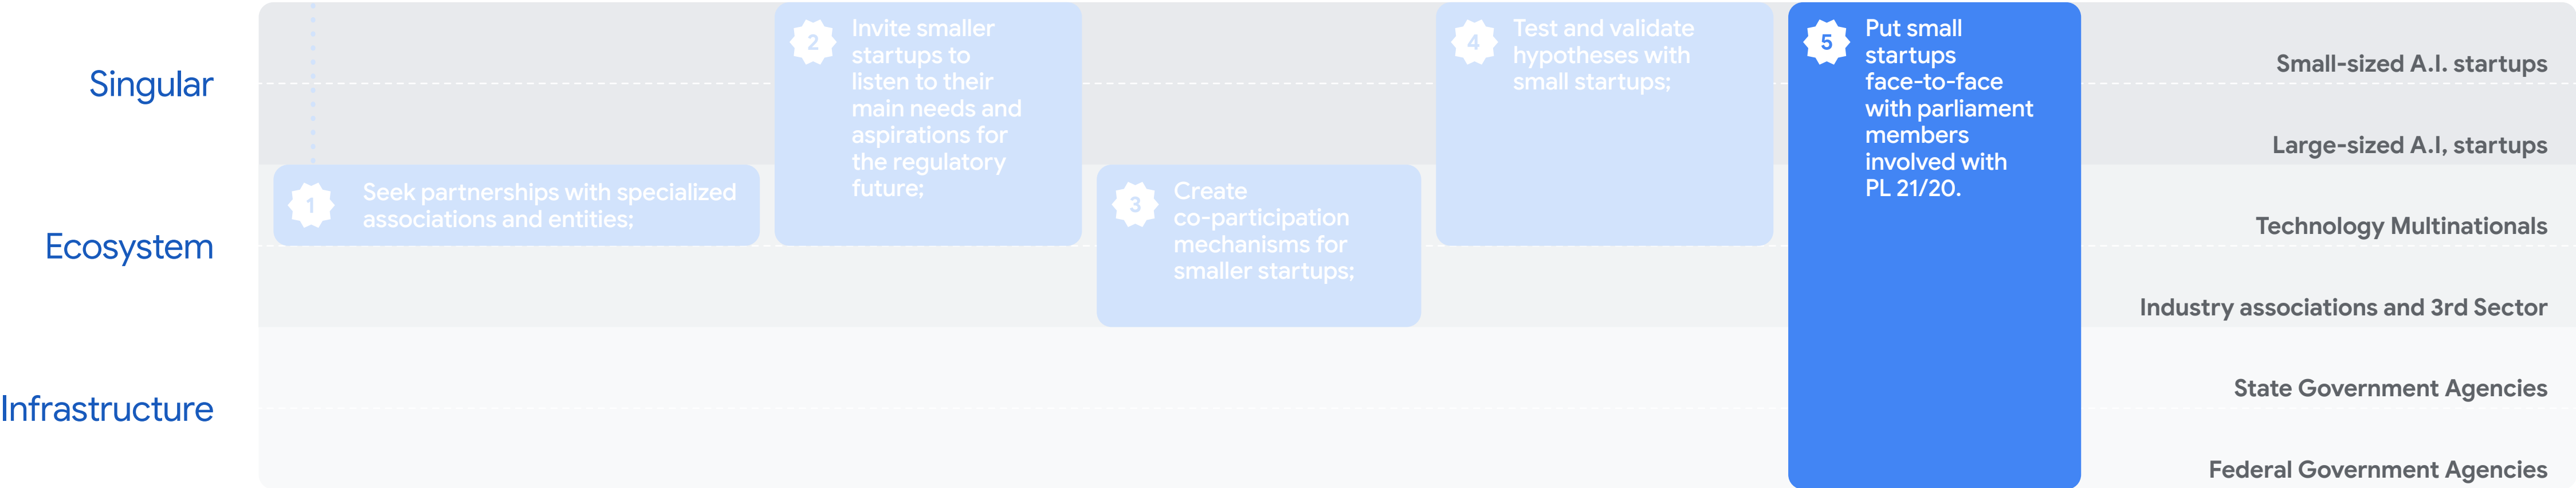 Singular
Ecosystem
Infrastructure
1
Seek partnerships with specialized
associations and entities;
2
Invite smaller
startups to
listen to their
main needs and
aspirations for
the regulatory
future;
3
Create
co-participation
mechanisms for
smaller startups;
4
Test and validate
hypotheses with
small startups;
5
Put small
startups
face-to-face
with parliament
members
involved with
PL 21/20.
Small-sized A.I. startups
Large-sized A.I, startups
Technology Multinationals
Industry associations and 3rd Sector
State Government Agencies
Federal Government Agencies